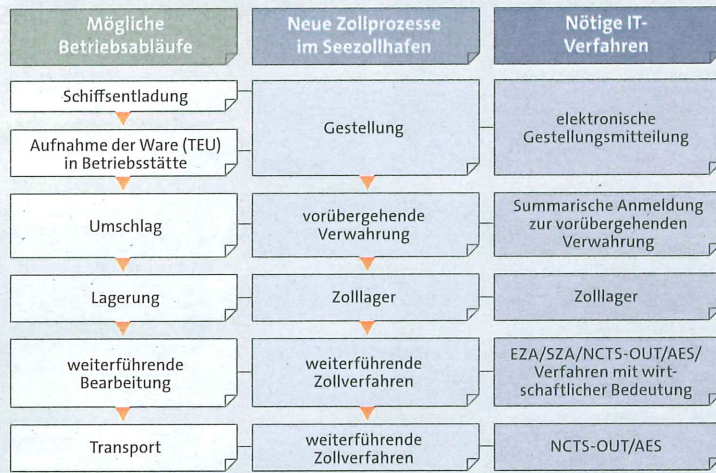 Mögliche
Betriebsabläufe
Neue Zollprozesse
im Seezollhafen
Nötige IT-
Verfahren
Schiffsentladung
Gestellung
elektronische
Gestellungsmitteilung
Aufnahme der Ware (TEU)
in Betriebsstätte
Umschlag
vorübergehende
Verwahrung
Summarische Anmeldung
zur vorübergehenden
Verwahrung
Lagerung
Zolllager
Zolllager
weiterführende
Bearbeitung
weiterführende
Zollverfahren
EZA/SZA/NCTS-OUT/AES/
Verfahren mit wirt-
schaftlicher Bedeutung
Transport
weiterführende
Zollverfahren
NCTS-OUT/AES